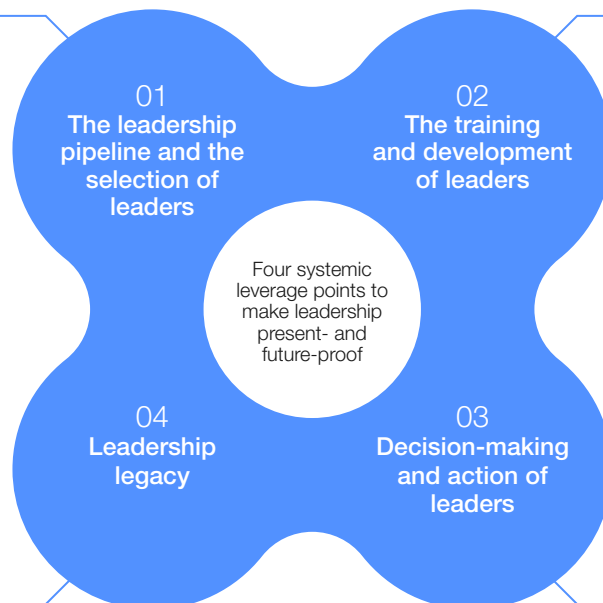 01
The leadership
pipeline and the
selection of
leaders
02
The training
and development
of leaders
Four systemic
leverage points to
make leadership
present- and
future-proof
04
Leadership
legacy
03
Decision-making
and action of
leaders